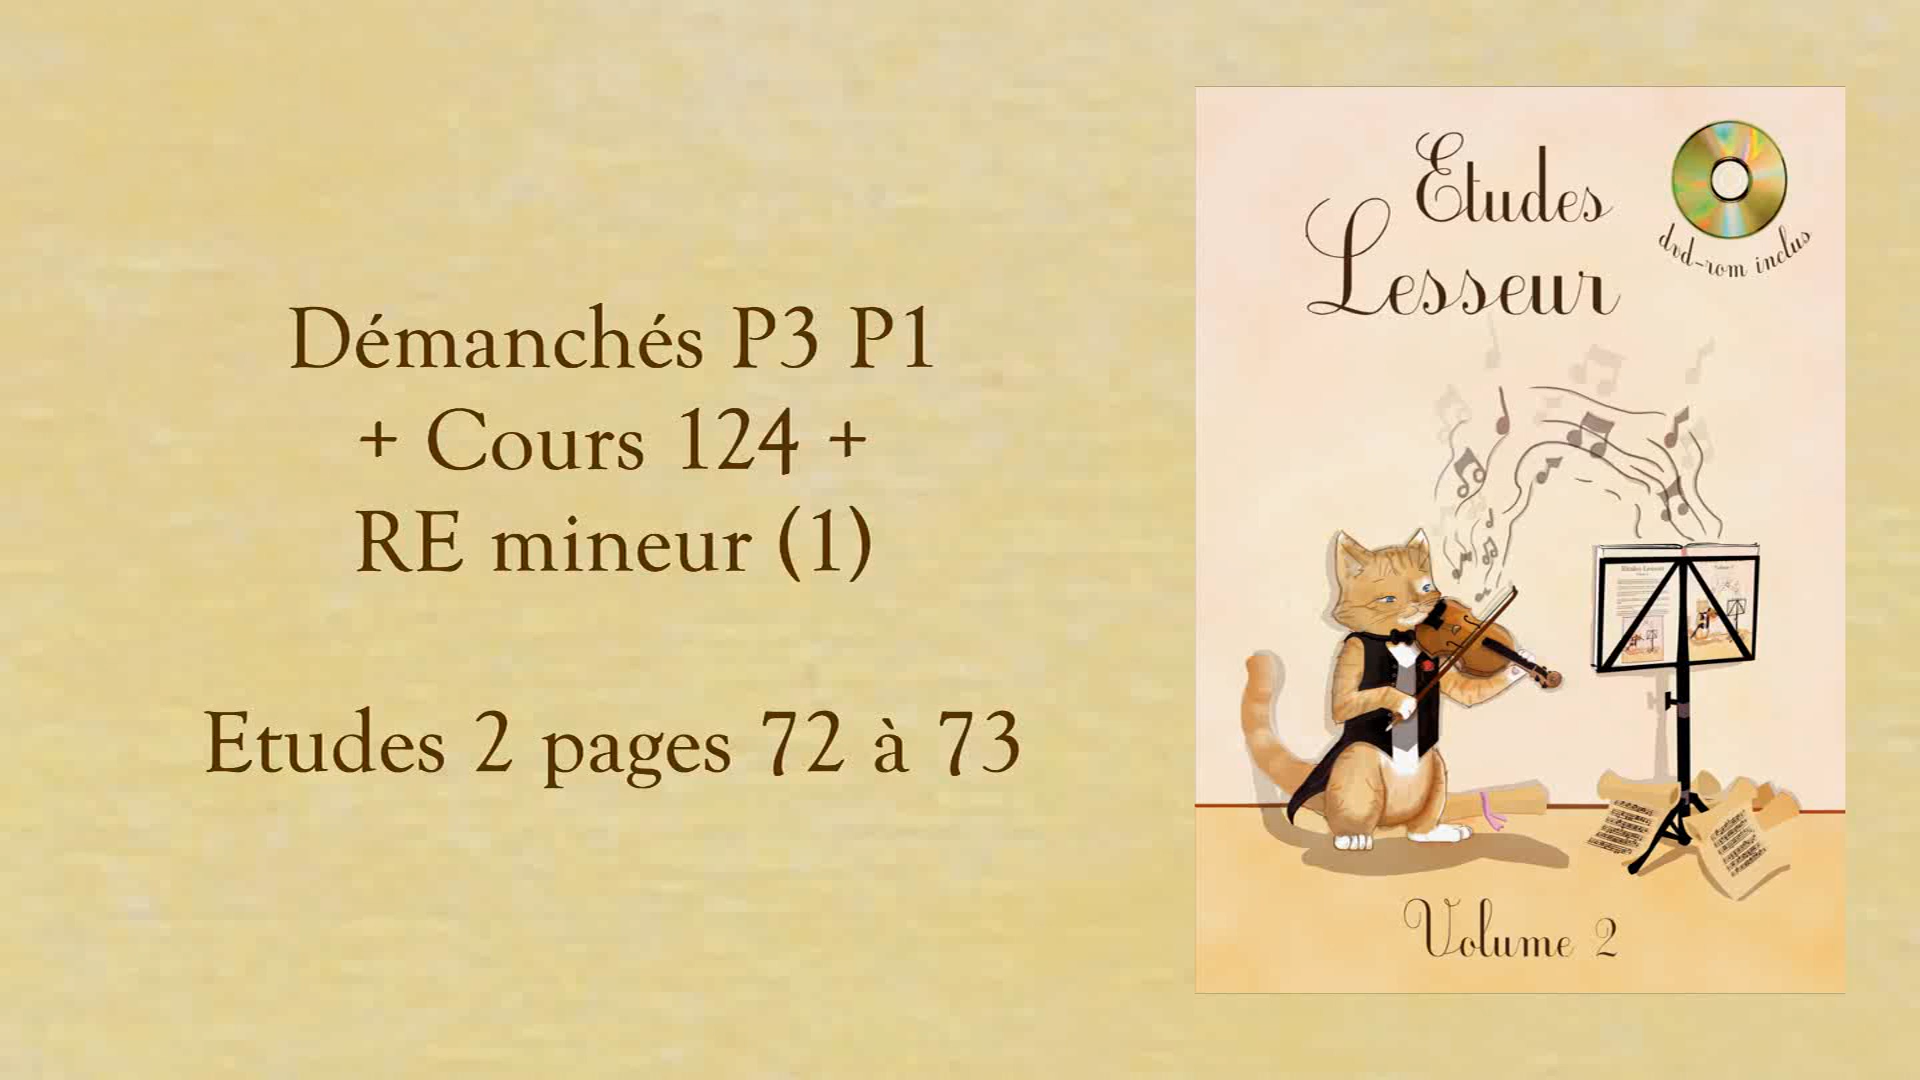 Démanchés P3 P1
+ Cours 124 +
RE mineur (1)
Etudes 2 pages 72 à 73
Etudes
Lesseur
dvd-rom inclus
Volume 2